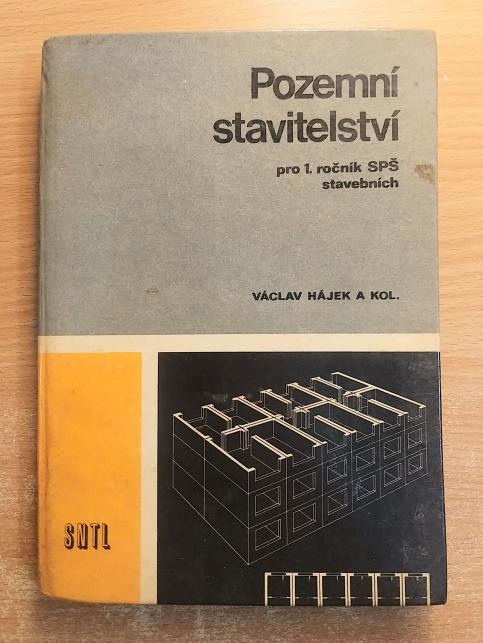 Pozemní
stavitelství
pro 1. ročník SPŠ
stavebních
VÁCLAV HÁJEK A KOL.
SNTL